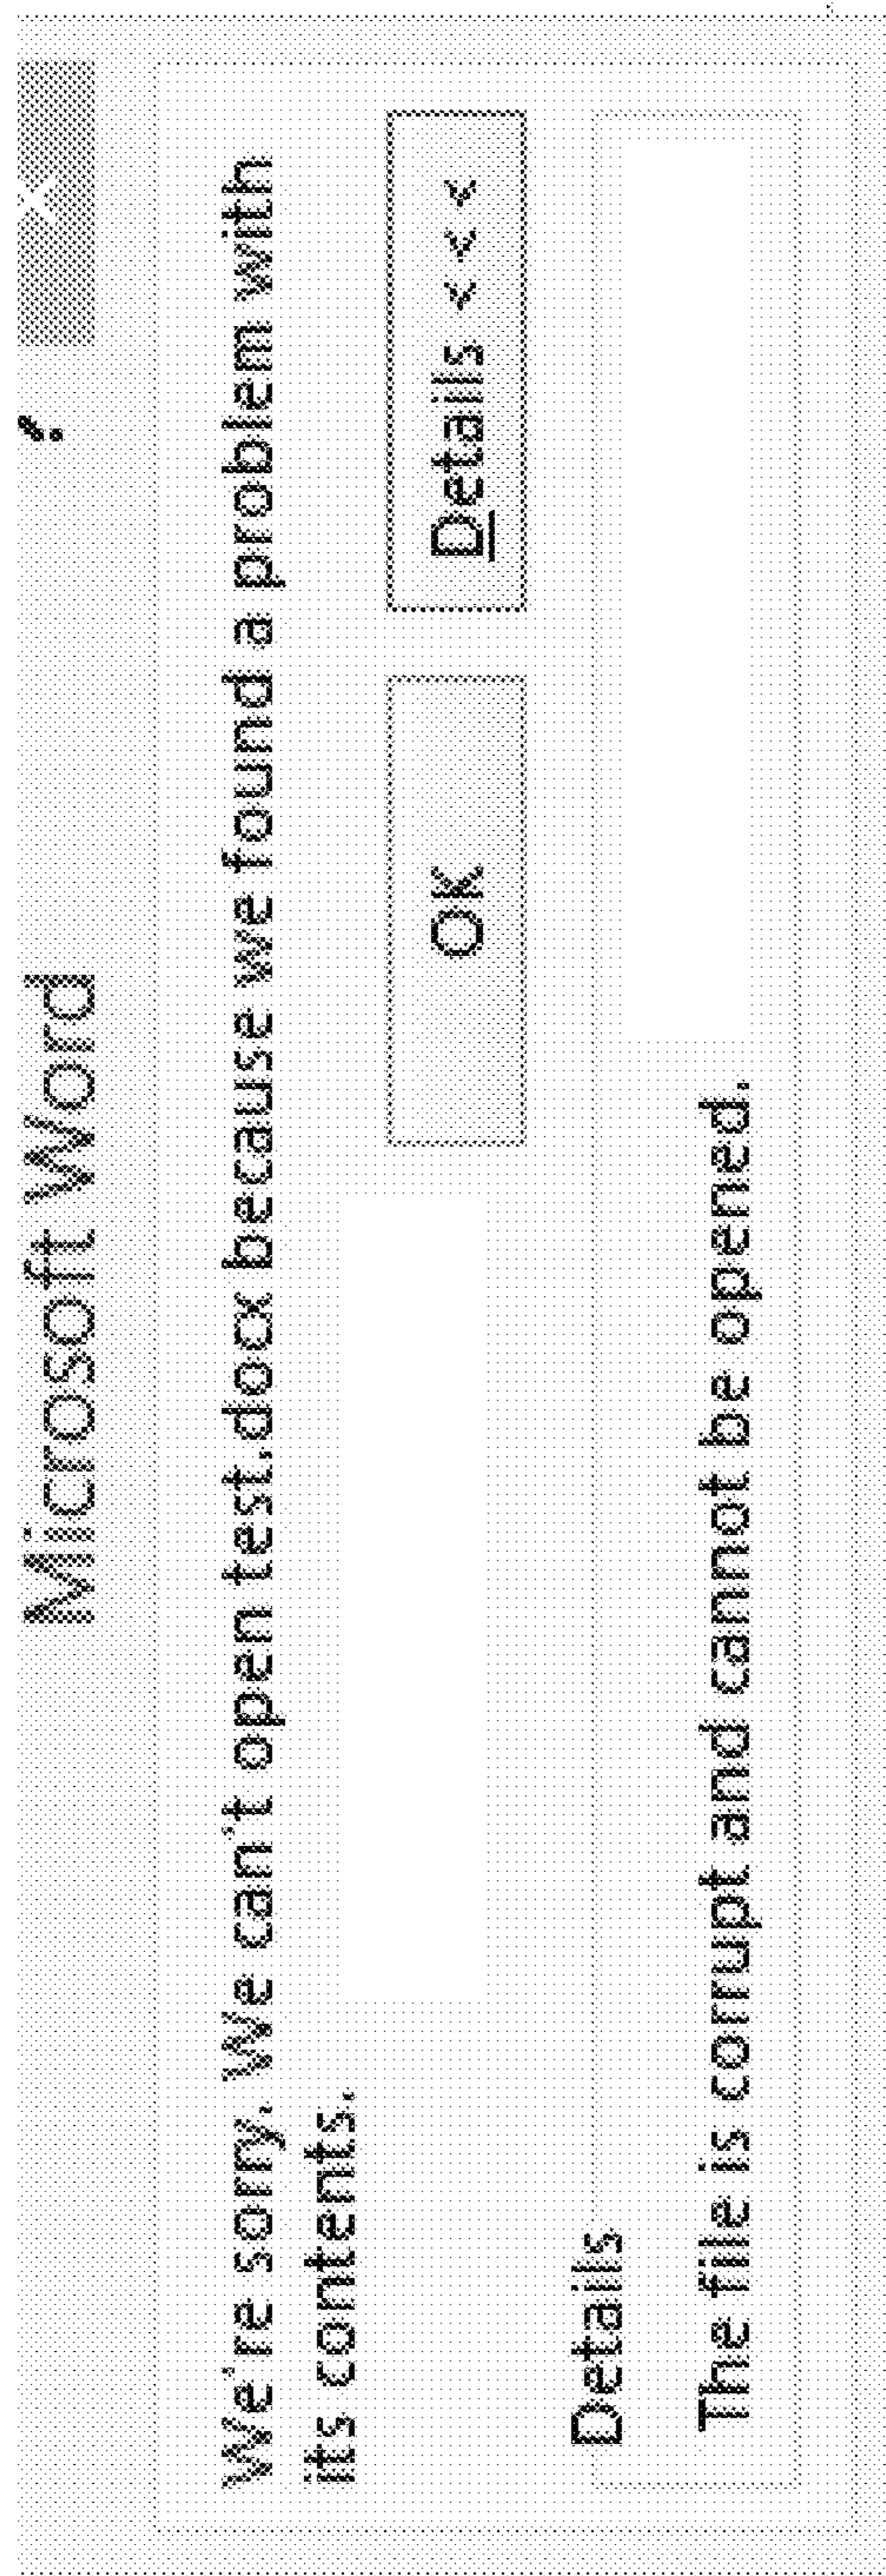 Microsoft Word
We're sorry. We can't open test.docx because we found a problem with
its contents.
OK
Details <<<
Details
The file is corrupt and cannot be opened.